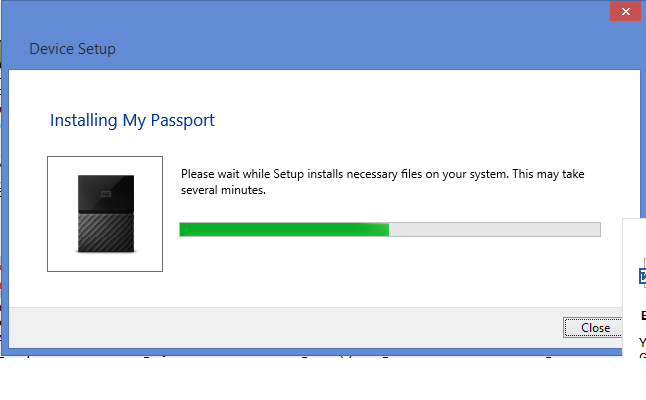 Device Setup
Installing My Passport
Please wait while Setup installs necessary files on your system. This may take
several minutes.
Close